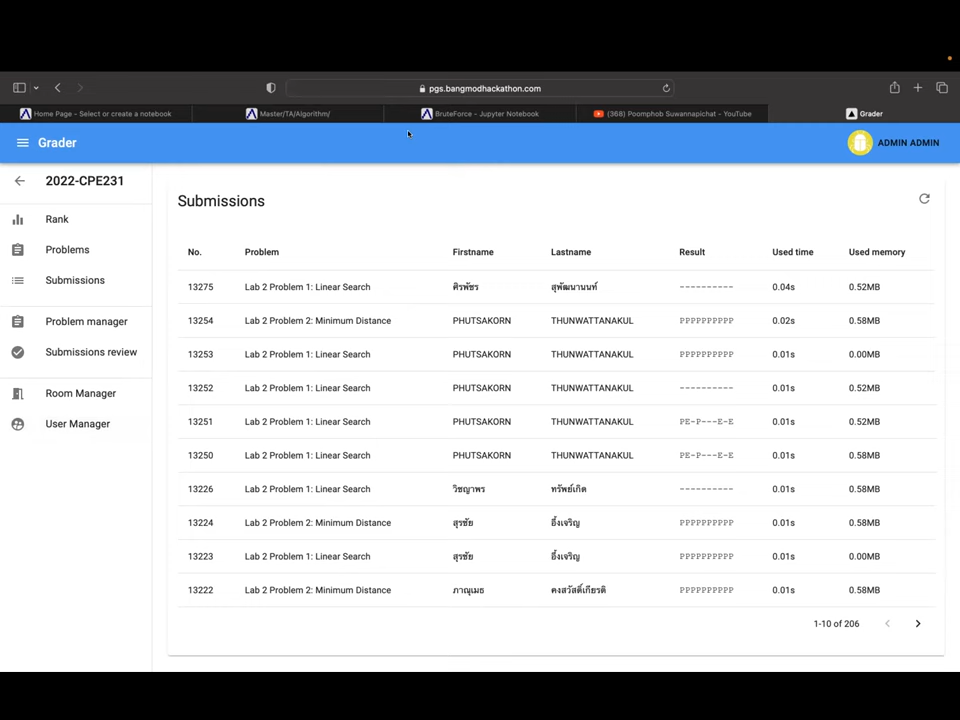 pgs.bangmodhackathon.com
Home Page - Select or create a notebook
Master/TA/Algorithm/
BruteForce - Jupyter Notebook
(368) Poomphob Suwannapichat - YouTube
Grader
Grader
ADMIN ADMIN
2022-CPE231
Rank
Problems
Submissions
Problem manager
Submissions review
Room Manager
User Manager
Submissions
No. Problem Firstname Lastname Result Used time Used memory
13275 Lab 2 Problem 1: Linear Search ศิรพัชร สุพัฒนานนท์ ---------- 0.04s 0.52MB
13254 Lab 2 Problem 2: Minimum Distance PHUTSAKORN THUNWATTANAKUL PPPPPPPPPP 0.02s 0.58MB
13253 Lab 2 Problem 1: Linear Search PHUTSAKORN THUNWATTANAKUL PPPPPPPPPP 0.01s 0.00MB
13252 Lab 2 Problem 1: Linear Search PHUTSAKORN THUNWATTANAKUL ---------- 0.01s 0.52MB
13251 Lab 2 Problem 1: Linear Search PHUTSAKORN THUNWATTANAKUL PE-P---E-E 0.01s 0.52MB
13250 Lab 2 Problem 1: Linear Search PHUTSAKORN THUNWATTANAKUL PE-P---E-E 0.01s 0.58MB
13226 Lab 2 Problem 1: Linear Search วิชญาพร ทรัพย์เกิด ---------- 0.01s 0.58MB
13224 Lab 2 Problem 2: Minimum Distance สุรชัย อึ้งเจริญ PPPPPPPPPP 0.01s 0.58MB
13223 Lab 2 Problem 1: Linear Search สุรชัย อึ้งเจริญ PPPPPPPPPP 0.01s 0.00MB
13222 Lab 2 Problem 2: Minimum Distance ภาณุเมธ คงสวัสดิ์เกียรติ PPPPPPPPPP 0.01s 0.58MB
1-10 of 206